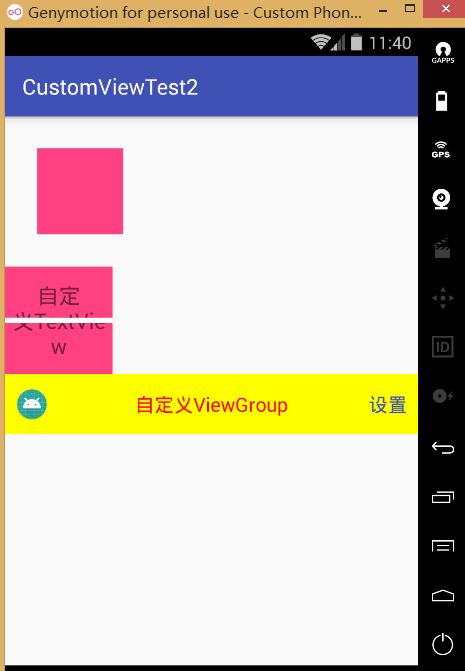 Genymotion for personal use - Custom Phon...
11:40
GAPPS
CustomViewTest2
GPS
自定
义TextVie
w
ID
自定义ViewGroup
设置